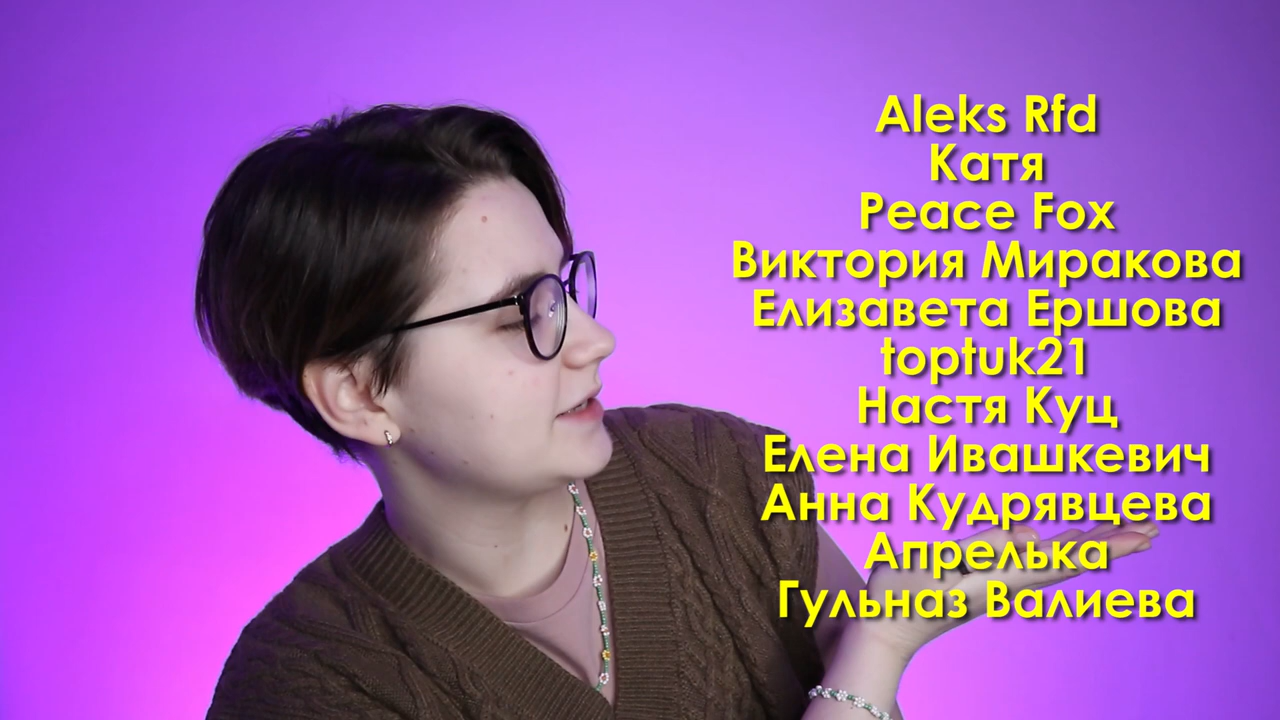 Aleks Rfd
Катя
Peace Fox
Виктория Миракова
Елизавета Ершова
toptuk21
Настя Куц
Елена Ивашкевич
Анна Кудрявцева
Апрелька
Гульназ Валиева